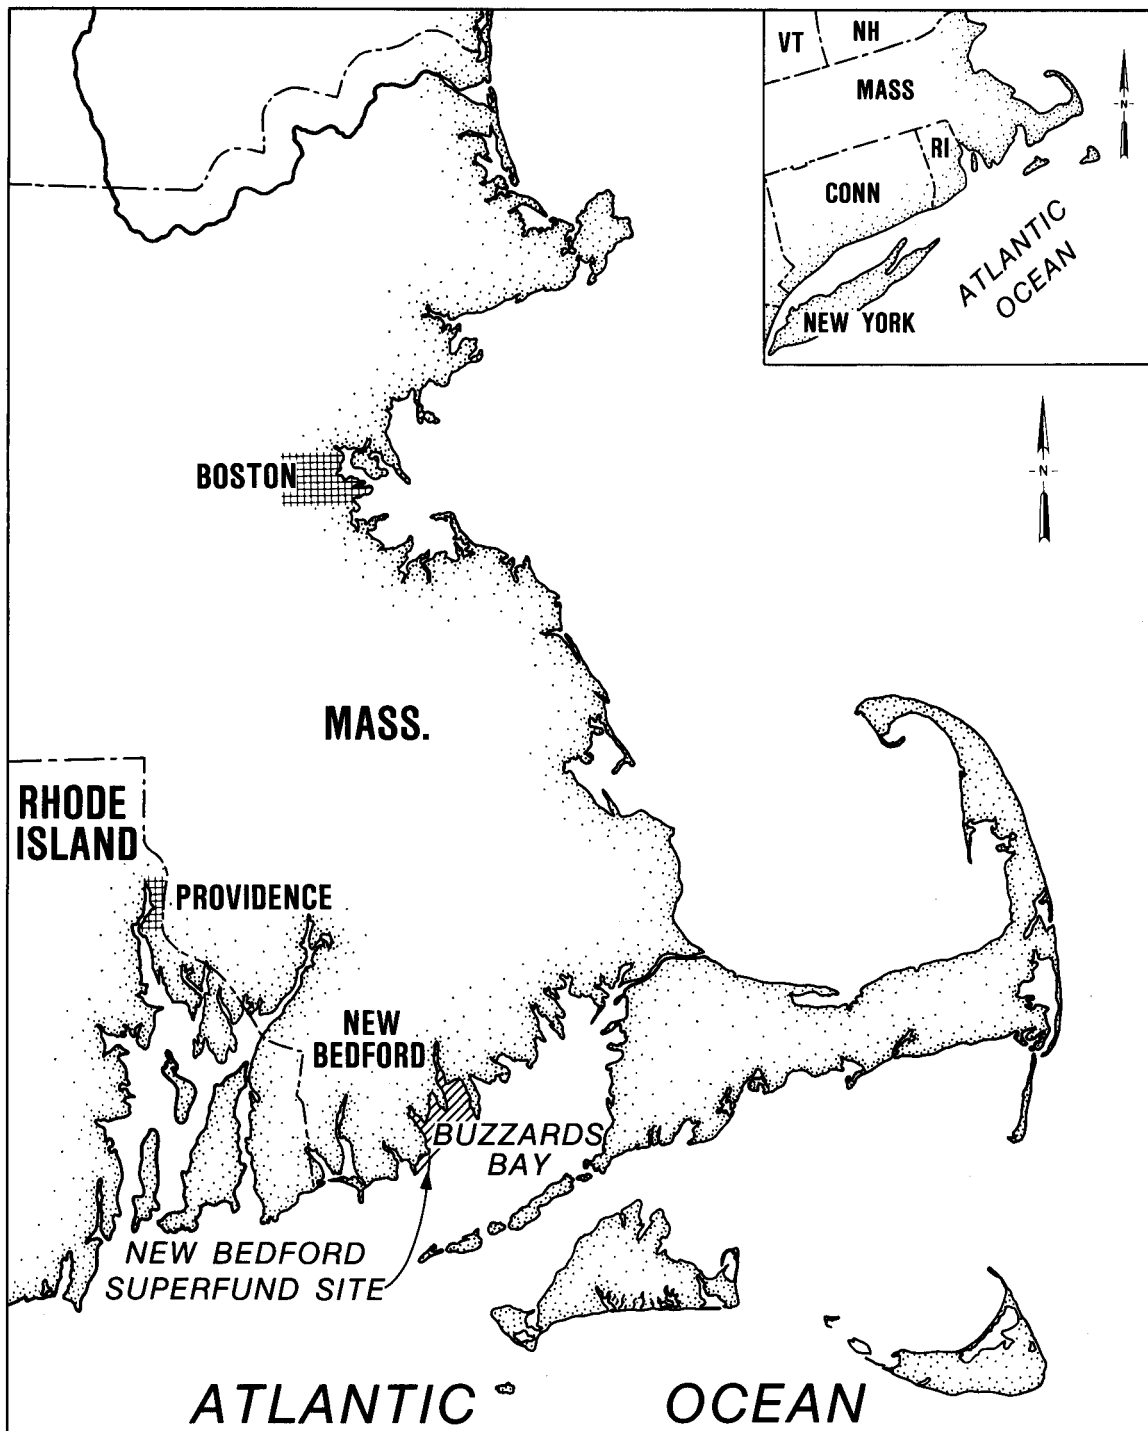 VT
NH
MASS
-N-
RI
CONN
ATLANTIC
OCEAN
NEW YORK
-N-
BOSTON
MASS.
RHODE
ISLAND
PROVIDENCE
NEW
BEDFORD
BUZZARDS
BAY
NEW BEDFORD
SUPERFUND SITE
ATLANTIC OCEAN